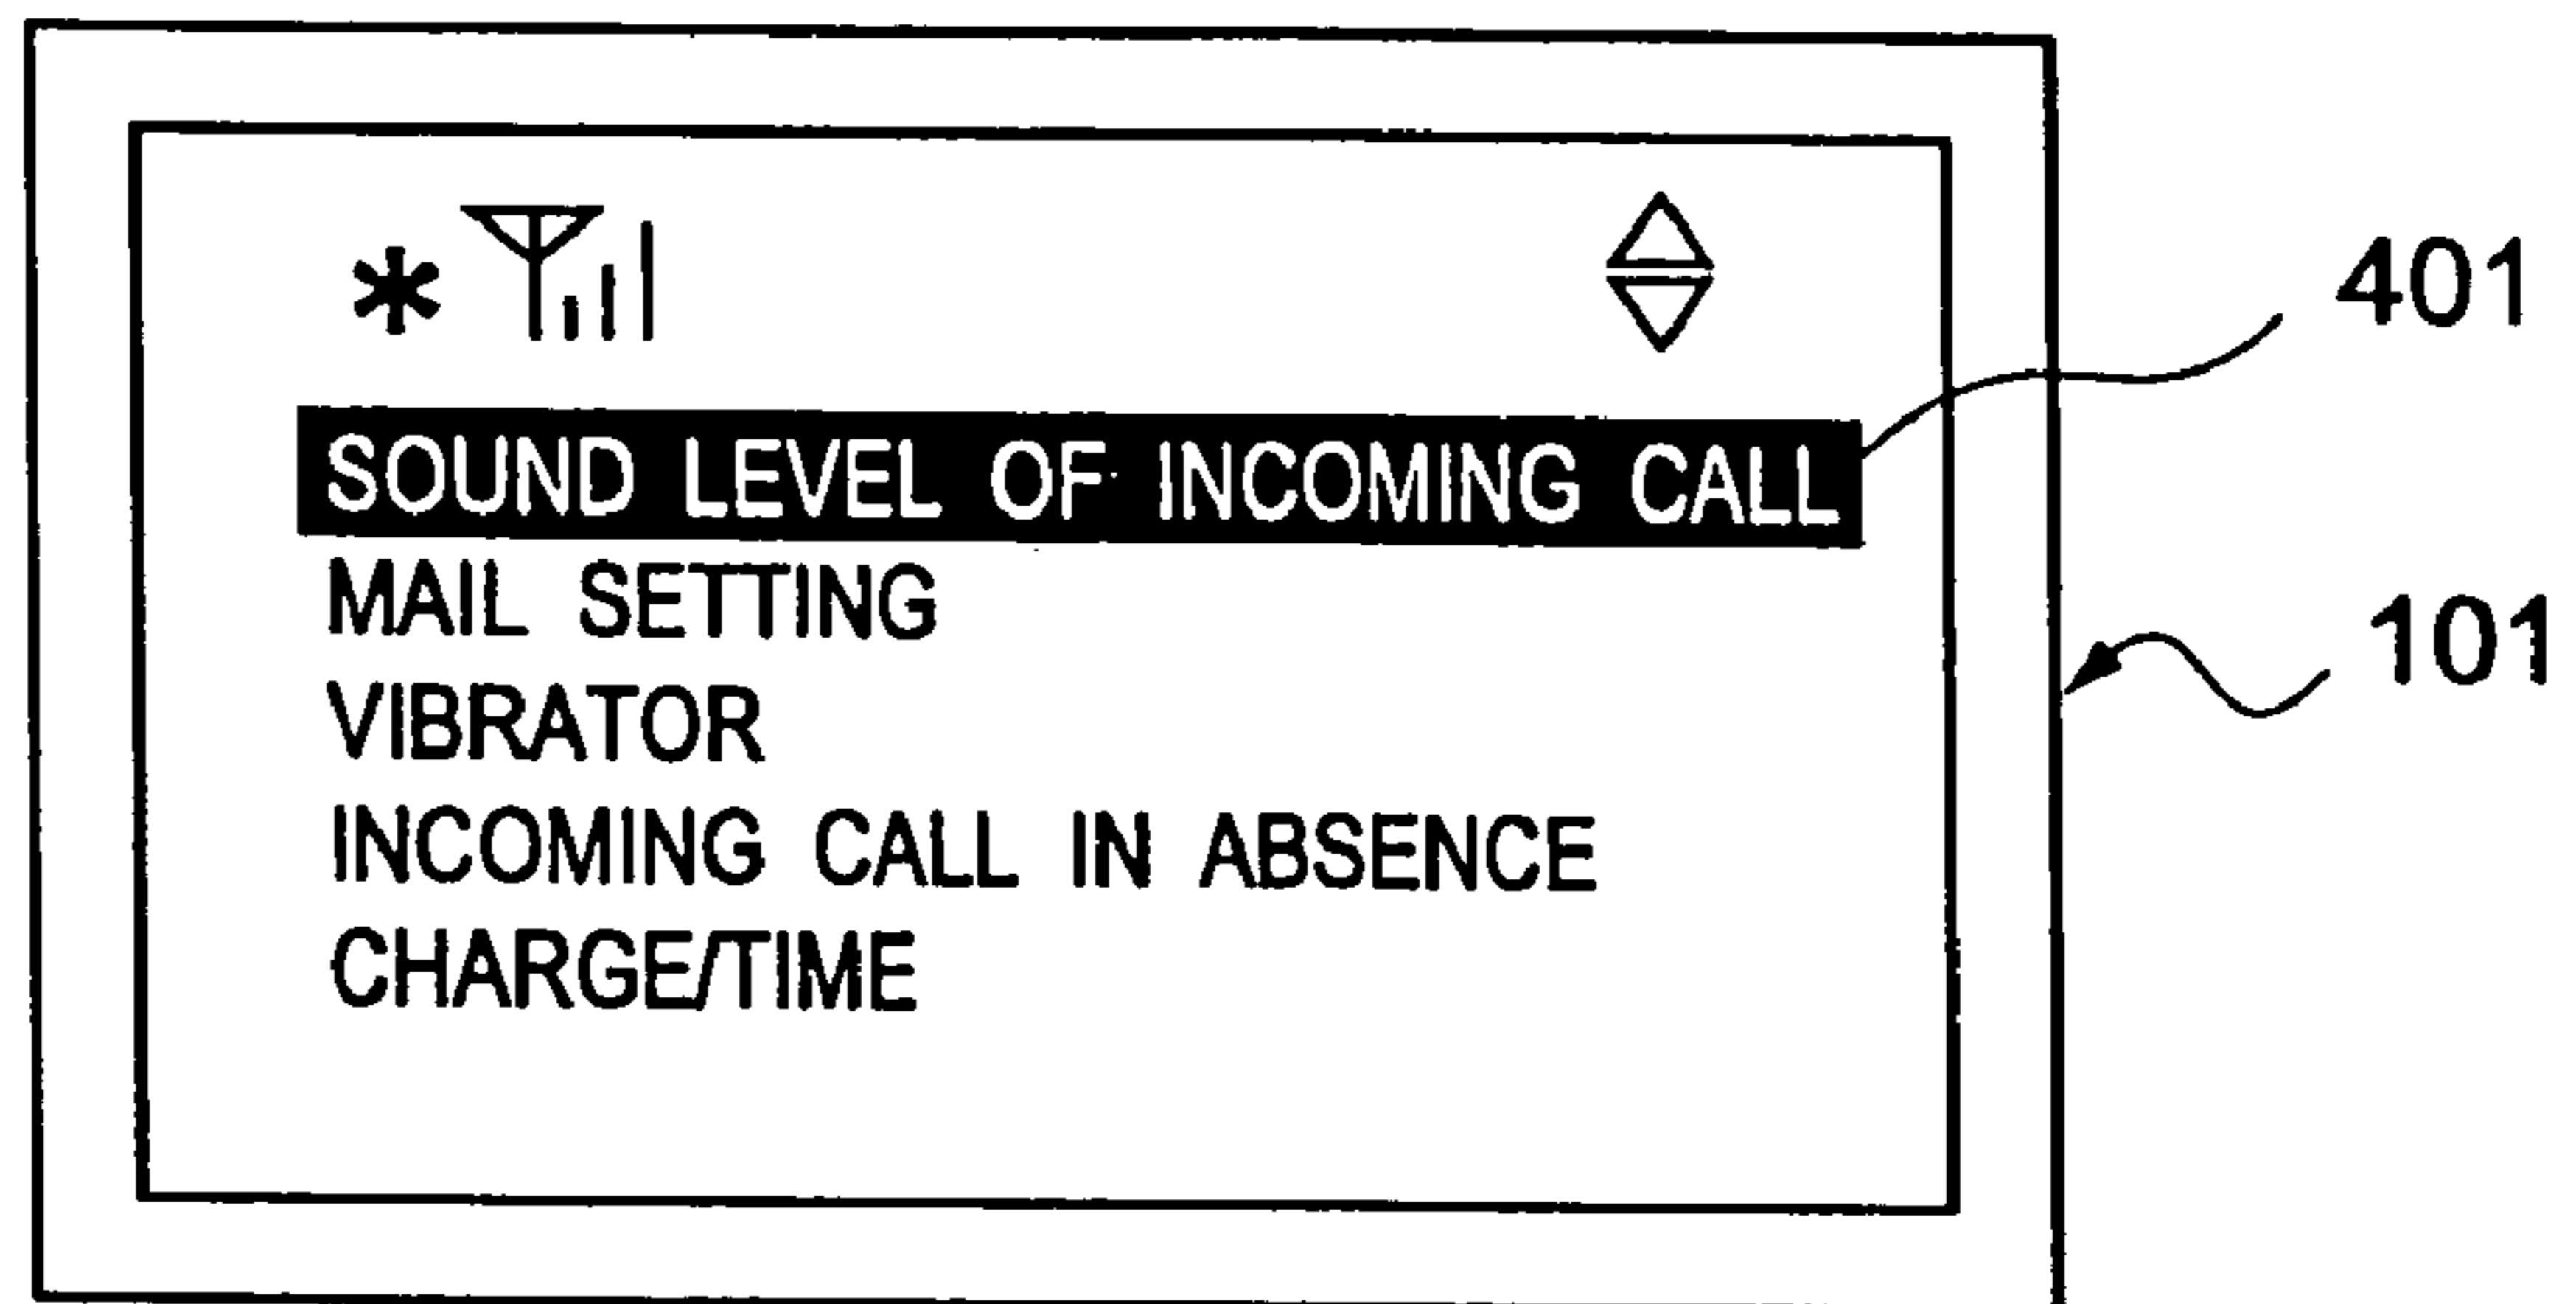 *
401
SOUND LEVEL OF INCOMING CALL
MAIL SETTING
101
VIBRATOR
INCOMING CALL IN ABSENCE
CHARGE/TIME